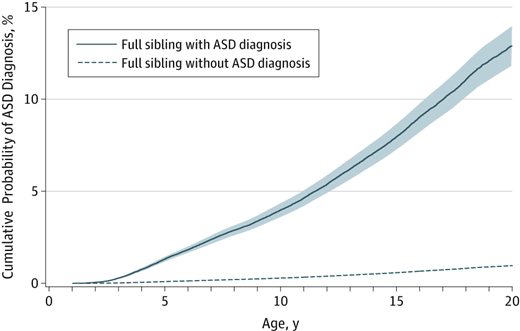 Cumulative Probability of ASD Diagnosis, %
15
10
5
0
Full sibling with ASD diagnosis
Full sibling without ASD diagnosis
0 5 10 15 20
Age, y